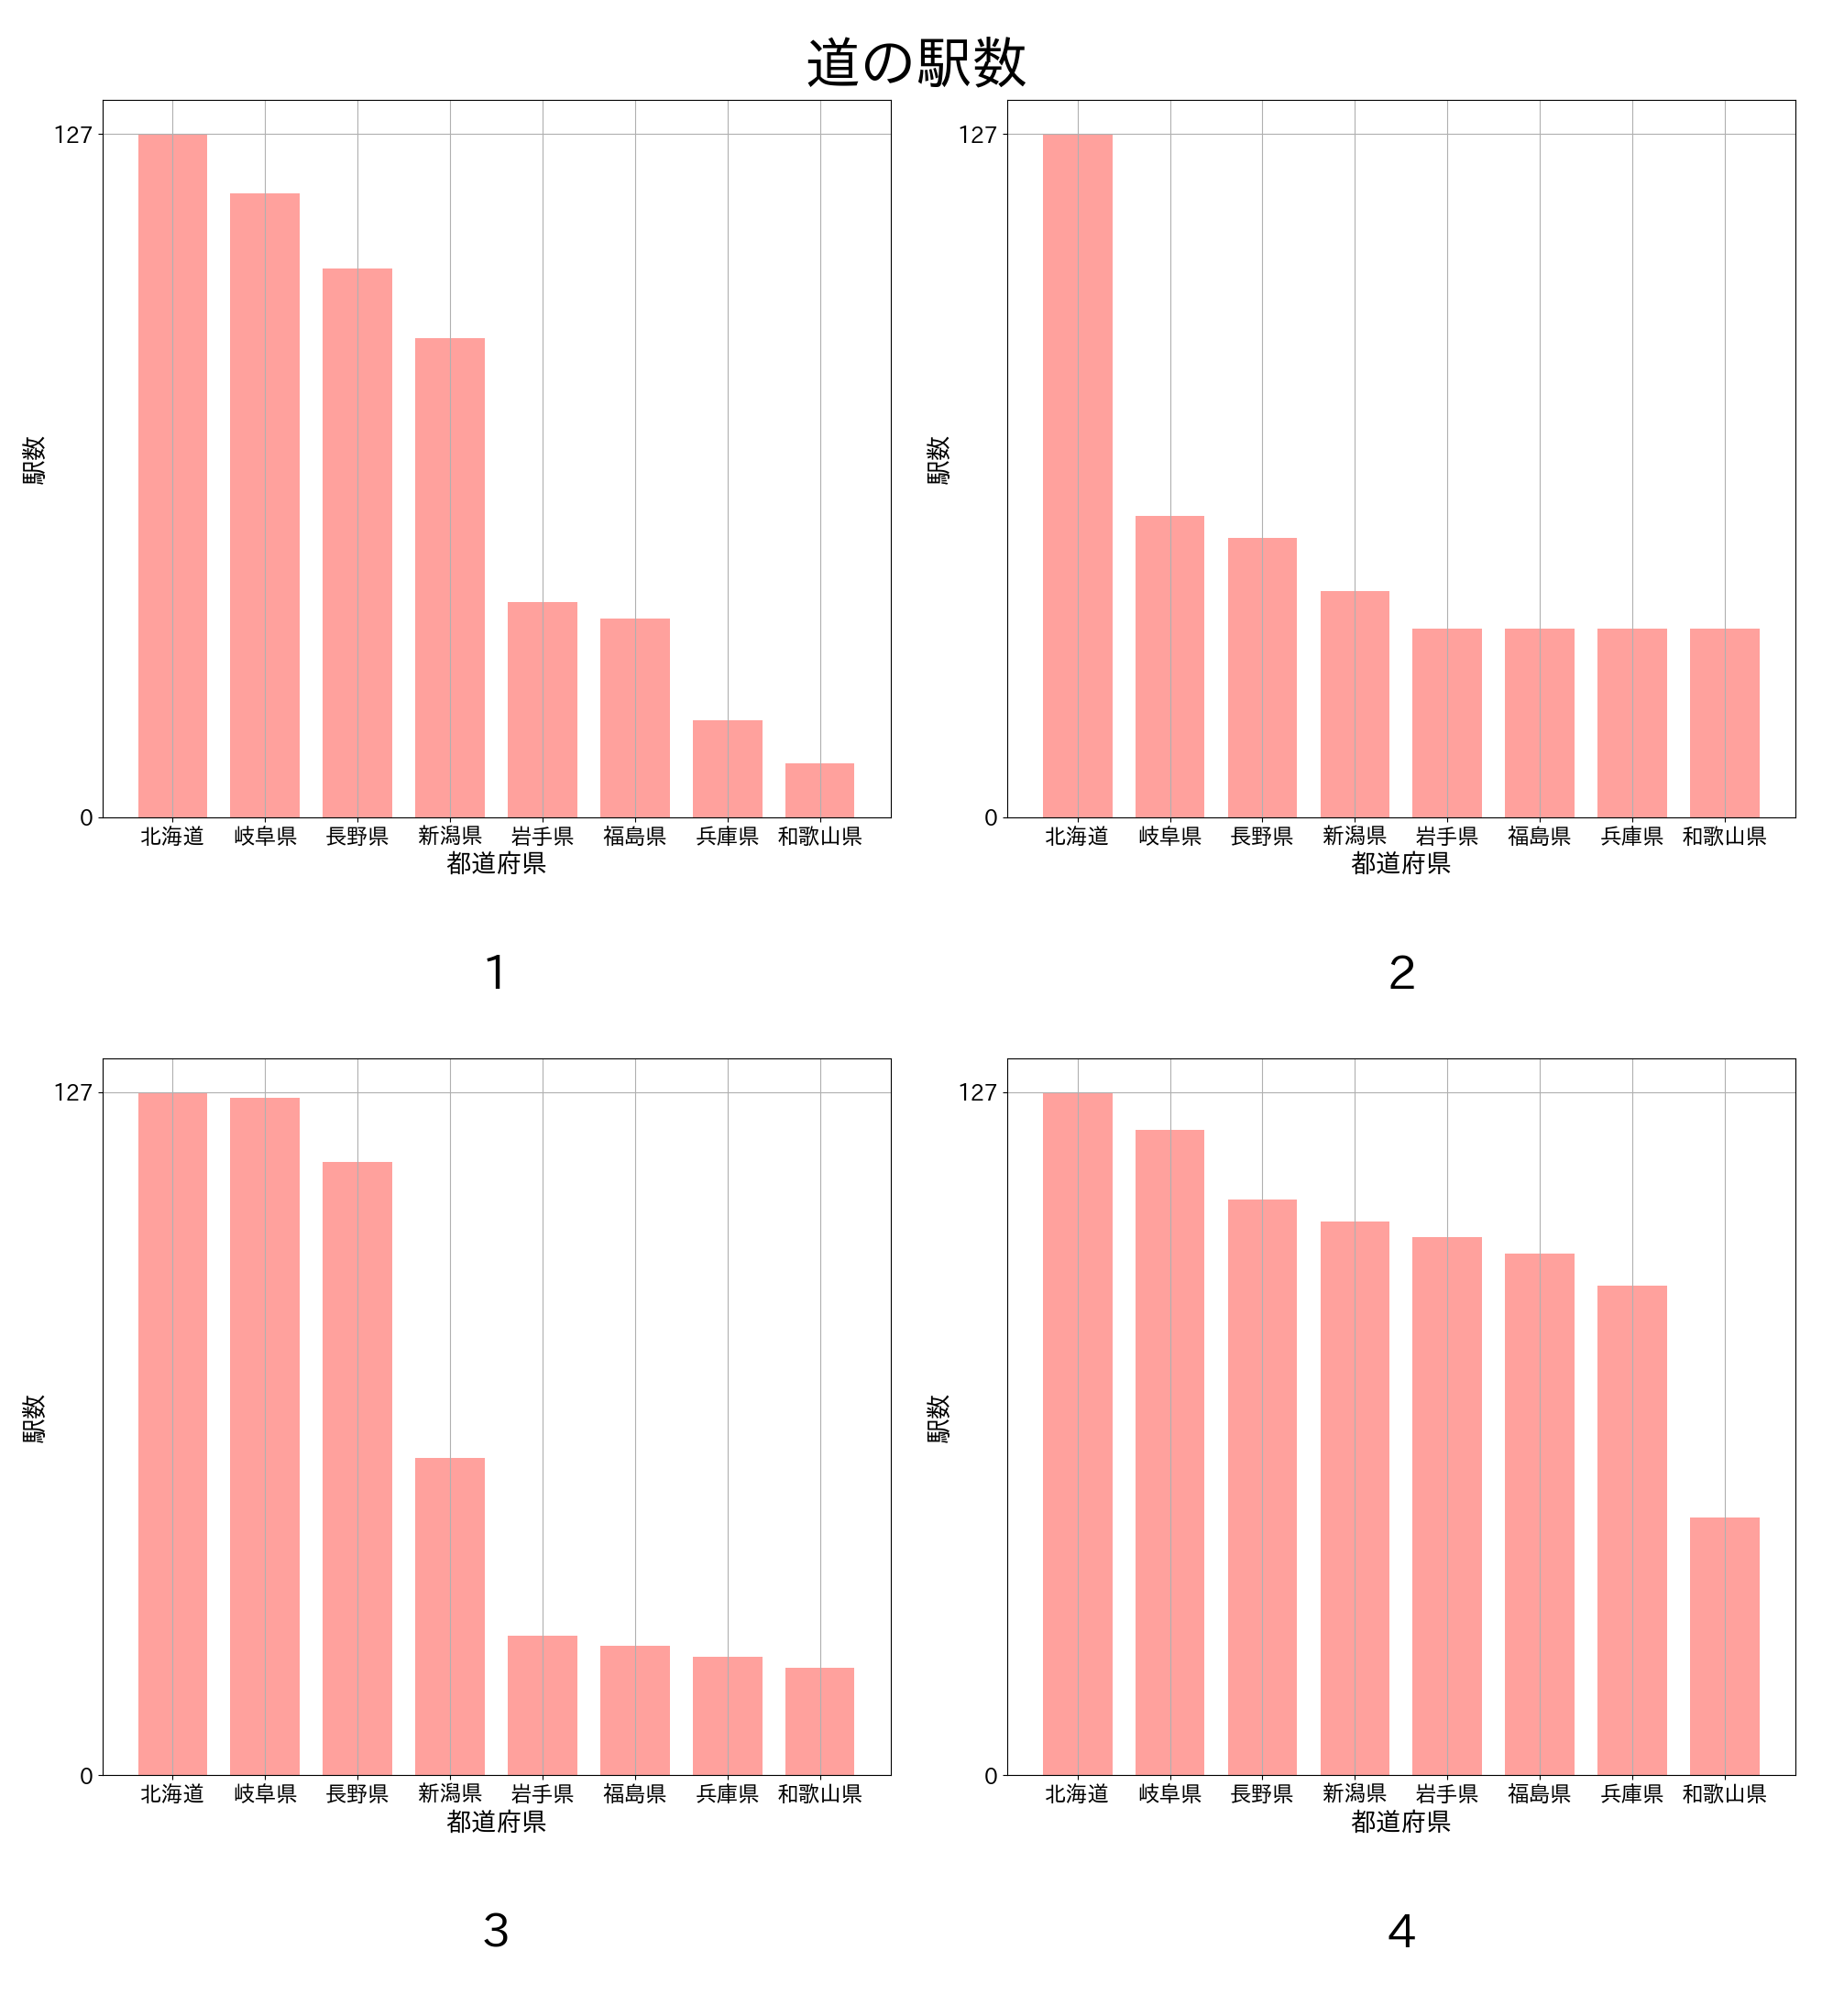 道の駅数
127
0
駅数
北海道 岐阜県 長野県 新潟県 岩手県 福島県 兵庫県 和歌山県
都道府県
1
127
0
駅数
北海道 岐阜県 長野県 新潟県 岩手県 福島県 兵庫県 和歌山県
都道府県
2
127
0
駅数
北海道 岐阜県 長野県 新潟県 岩手県 福島県 兵庫県 和歌山県
都道府県
3
127
0
駅数
北海道 岐阜県 長野県 新潟県 岩手県 福島県 兵庫県 和歌山県
都道府県
4